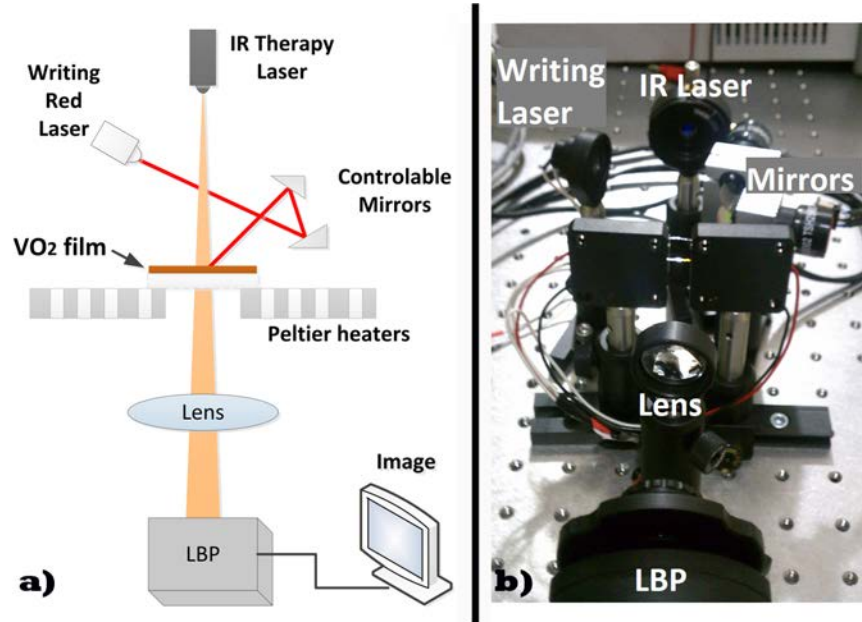 IR Therapy
Laser
Writing
Red
Laser
Controlable
Mirrors
VO₂ film
Peltier heaters
Lens
Image
LBP
a)
Writing
Laser
IR Laser
Mirrors
Lens
LBP
b)